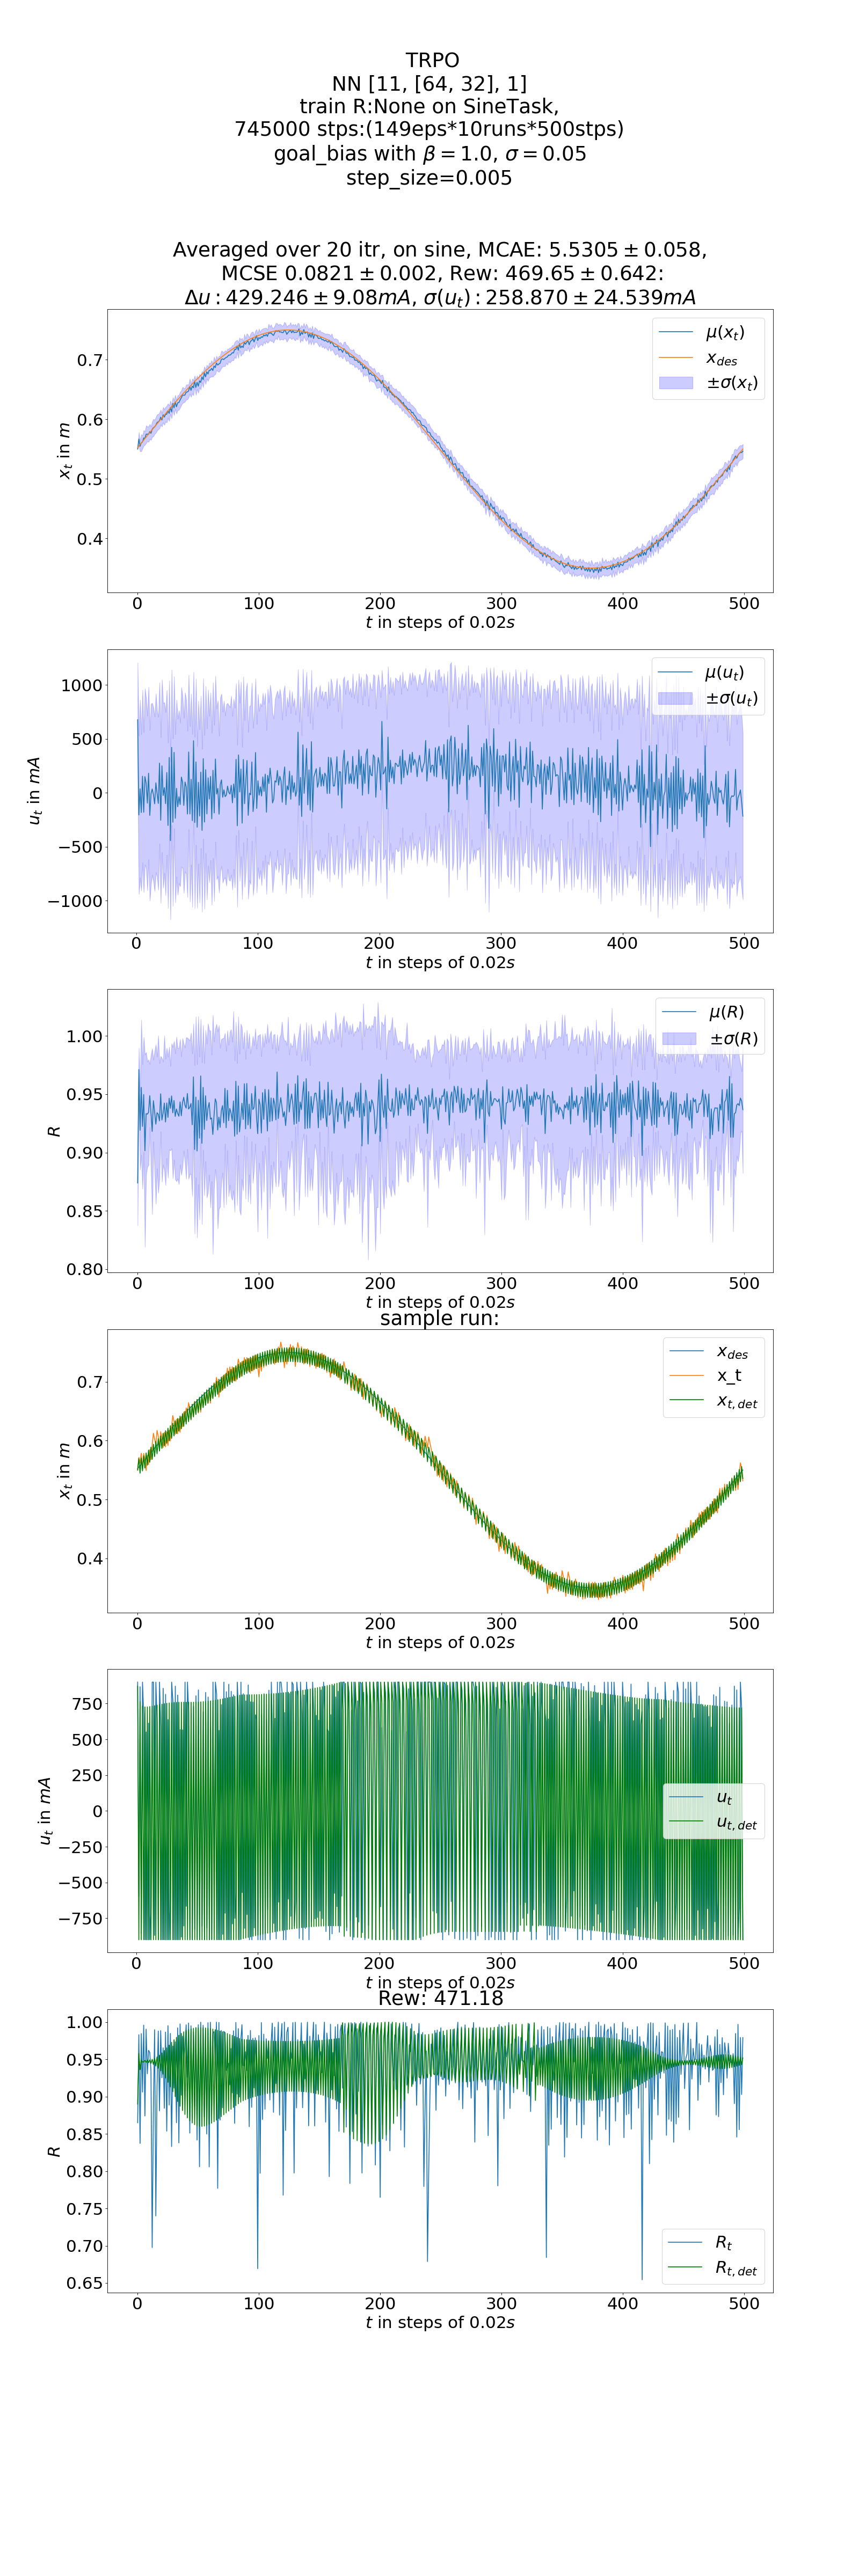 TRPO
NN [11, [64, 32], 1]
train R:None on SineTask,
745000 stps:(149eps*10runs*500stps)
goal_bias with β = 1.0, σ = 0.05
step_size=0.005
Averaged over 20 itr, on sine, MCAE: 5.5305 ± 0.058,
MCSE 0.0821 ± 0.002, Rew: 469.65 ± 0.642:
Δu : 429.246 ± 9.08mA, σ(u_t) : 258.870 ± 24.539mA
μ(x_t)
x_des
±σ(x_t)
0.7
0.6
0.5
0.4
x_t in m
0 100 200 300 400 500
t in steps of 0.02s
μ(u_t)
±σ(u_t)
1000
500
0
−500
−1000
u_t in mA
0 100 200 300 400 500
t in steps of 0.02s
μ(R)
±σ(R)
1.00
0.95
0.90
0.85
0.80
R
0 100 200 300 400 500
t in steps of 0.02s
sample run:
x_des
x_t
x_t,det
0.7
0.6
0.5
0.4
x_t in m
0 100 200 300 400 500
t in steps of 0.02s
750
500
250
0
−250
−500
−750
u_t in mA
u_t
u_t,det
0 100 200 300 400 500
t in steps of 0.02s
Rew: 471.18
1.00
0.95
0.90
0.85
0.80
0.75
0.70
0.65
R
R_t
R_t,det
0 100 200 300 400 500
t in steps of 0.02s